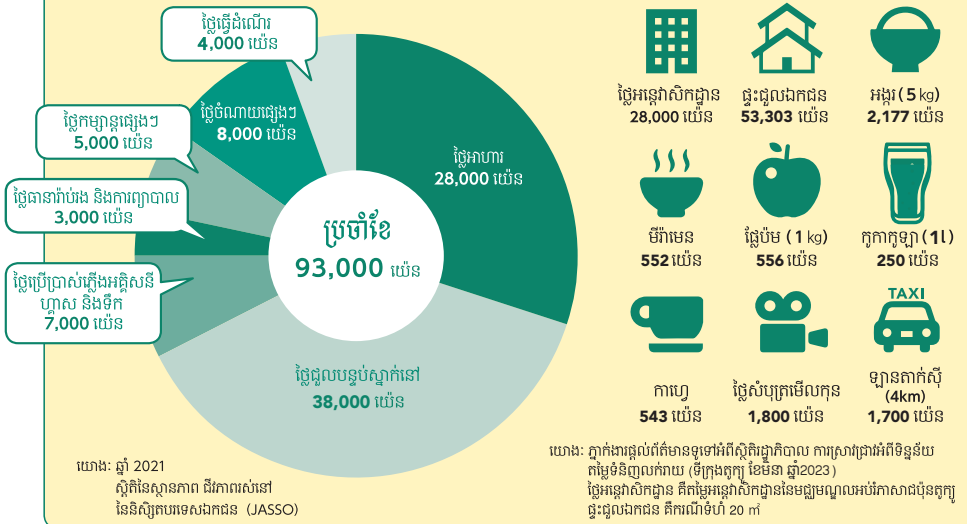 ថ្លៃធ្វើដំណើរ
4,000 យ៉េន
ថ្លៃចំណាយផ្សេងៗ
8,000 យ៉េន
ថ្លៃកម្សាន្តផ្សេងៗ
5,000 យ៉េន
ថ្លៃធានារ៉ាប់រង និងការព្យាបាល
3,000 យ៉េន
ថ្លៃប្រើប្រាស់ភ្លើងអគ្គិសនី
ហ្គាស និងទឹក
7,000 យ៉េន
ថ្លៃអាហារ
28,000 យ៉េន
ប្រចាំខែ
93,000 យ៉េន
ថ្លៃជួលបន្ទប់ស្នាក់នៅ
38,000 យ៉េន
យោង: ឆ្នាំ 2021
ស្ថិតិនៃស្ថានភាព ជីវភាពរស់នៅ
នៃនិស្សិតបរទេសឯកជន (JASSO)
ថ្លៃអន្តេវាសិកដ្ឋាន
28,000 យ៉េន
ផ្ទះជួលឯកជន
53,303 យ៉េន
អង្ករ (5 kg)
2,177 យ៉េន
មីរ៉ាមេន
552 យ៉េន
ផ្លែប៉ម (1 kg)
556 យ៉េន
កូកាកូឡា (1l)
250 យ៉េន
កាហ្វេ
543 យ៉េន
ថ្លៃសំបុត្រមើលកុន
1,800 យ៉េន
TAXI
ឡានតាក់ស៊ី
(4km)
1,700 យ៉េន
យោង: ភ្នាក់ងារផ្តល់ព័ត៌មានទូទៅអំពីស្ថិតិរដ្ឋាភិបាល ការស្រាវជ្រាវអំពីទិន្នន័យ
តម្លៃទំនិញលក់រាយ (ទីក្រុងតូក្យូ ខែមិនា ឆ្នាំ2023)
ថ្លៃអន្តេវាសិកដ្ឋាន គឺតម្លៃអន្តេវាសិកដ្ឋាននៃមជ្ឈមណ្ឌលអប់រំភាសាជប៉ុនតូក្យូ
ផ្ទះជួលឯកជន គឺករណីទំហំ 20 ㎡